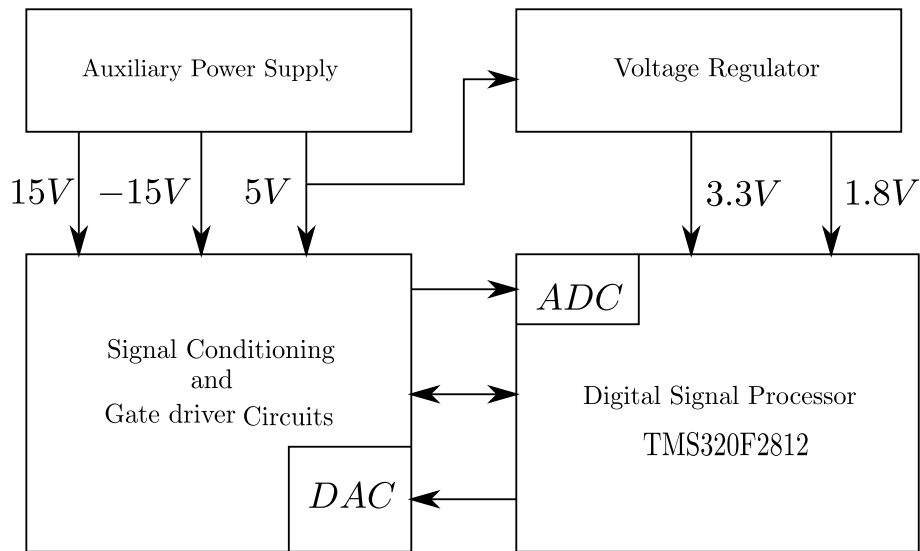 Auxiliary Power Supply
Voltage Regulator
15V
−15V
5V
3.3V
1.8V
ADC
Signal Conditioning
and
Gate driver Circuits
Digital Signal Processor
TMS320F2812
DAC